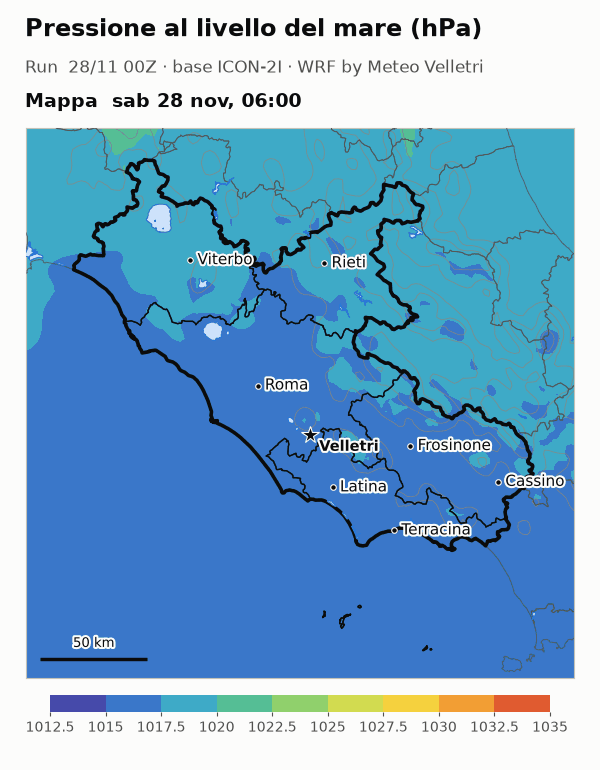 Pressione al livello del mare (hPa)
Run  28/11 00Z · base ICON-2I · WRF by Meteo Velletri
Mappa  sab 28 nov, 06:00
Viterbo
Rieti
Roma
Velletri
Frosinone
Cassino
Latina
Terracina
50 km
1012.5 1015 1017.5 1020 1022.5 1025 1027.5 1030 1032.5 1035